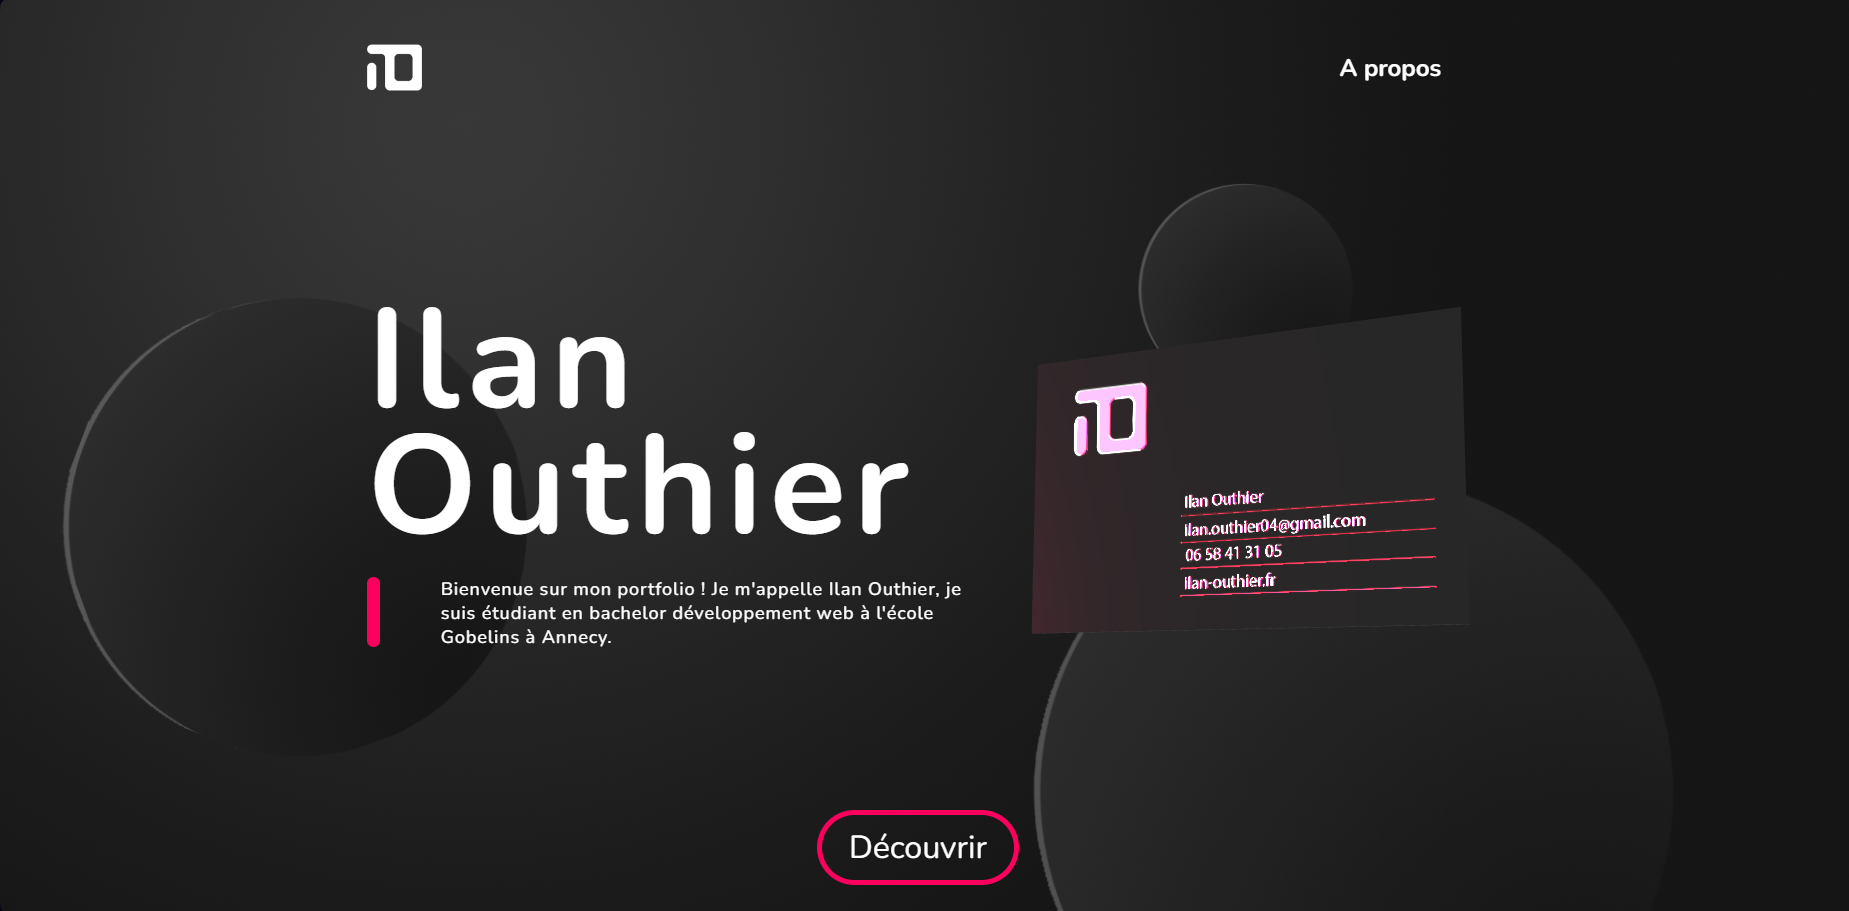 iO
A propos
Ilan
Outhier
Bienvenue sur mon portfolio ! Je m'appelle Ilan Outhier, je
suis étudiant en bachelor développement web à l'école
Gobelins à Annecy.
iO
Ilan Outhier
ilan.outhier04@gmail.com
06 58 41 31 05
ilan-outhier.fr
Découvrir